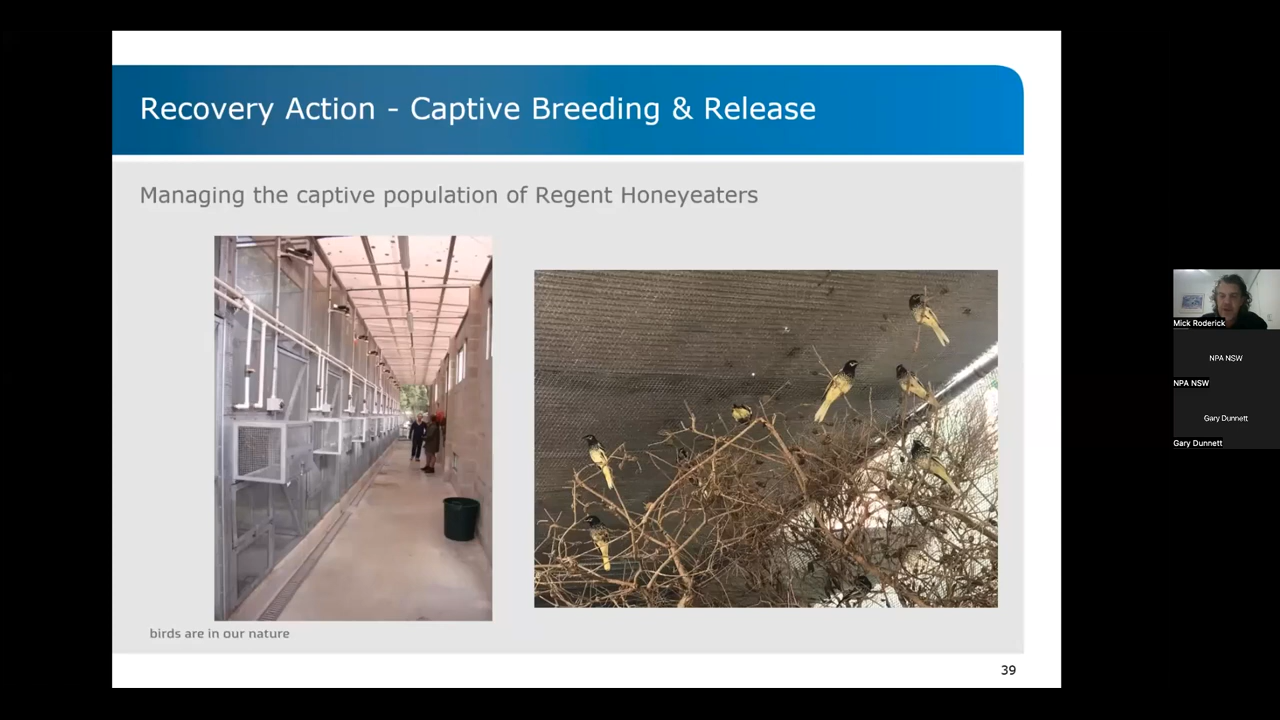 Recovery Action - Captive Breeding & Release
Managing the captive population of Regent Honeyeaters
birds are in our nature
39
Mick Roderick
NPA NSW
NPA NSW
Gary Dunnett
Gary Dunnett